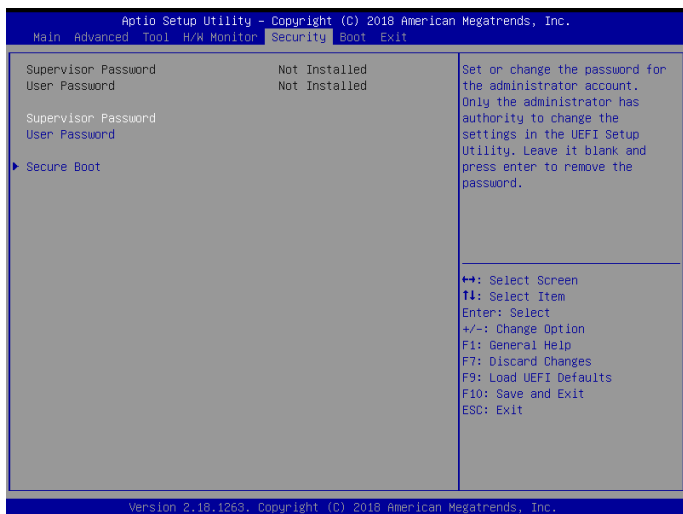 Aptio Setup Utility – Copyright (C) 2018 American Megatrends, Inc.
Main Advanced Tool H/W Monitor Security Boot Exit
Supervisor Password Not Installed
User Password Not Installed
Supervisor Password
User Password
Secure Boot
Set or change the password for
the administrator account.
Only the administrator has
authority to change the
settings in the UEFI Setup
Utility. Leave it blank and
press enter to remove the
password.
↔: Select Screen
↑↓: Select Item
Enter: Select
+/-: Change Option
F1: General Help
F7: Discard Changes
F9: Load UEFI Defaults
F10: Save and Exit
ESC: Exit
Version 2.18.1263. Copyright (C) 2018 American Megatrends, Inc.